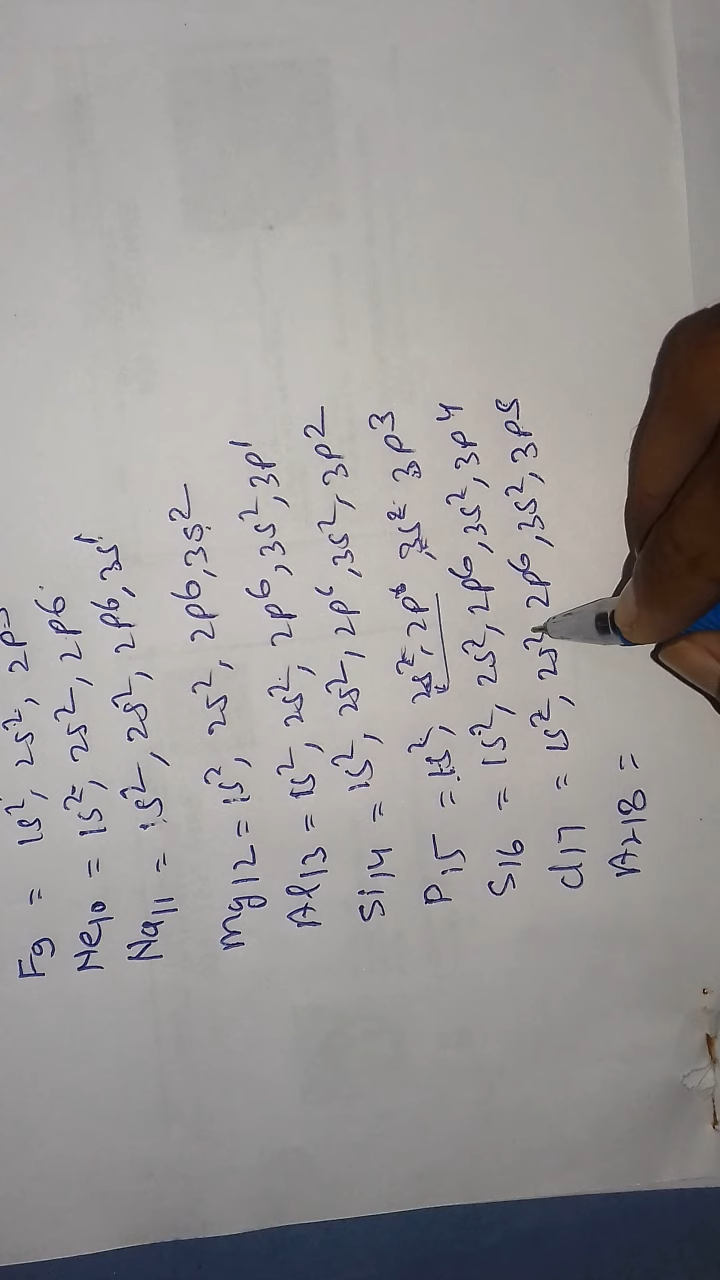 F9 = 1s², 2s², 2p5
Ne10 = 1s², 2s², 2p6
Na11 = 1s², 2s², 2p6, 3s¹
Mg12 = 1s², 2s², 2p6, 3s²
Al13 = 1s², 2s², 2p6, 3s², 3p¹
Si14 = 1s², 2s², 2p6, 3s², 3p2
P15 = 1s², 2s², 2p6, 3s² 3p3
S16 = 1s², 2s², 2p6, 3s², 3p4
Cl17 = 1s², 2s² 2p6, 3s², 3p5
Ar18 =